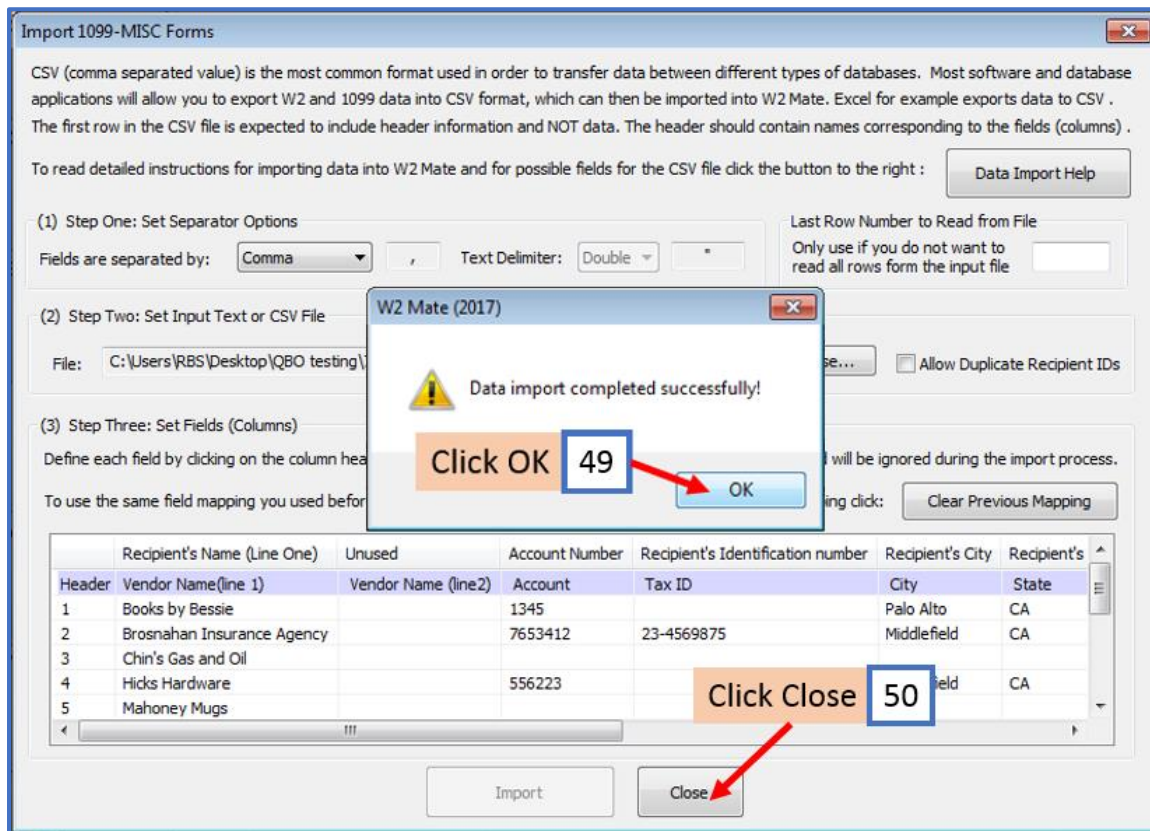 Import 1099-MISC Forms
CSV (comma separated value) is the most common format used in order to transfer data between different types of databases. Most software and database
applications will allow you to export W2 and 1099 data into CSV format, which can then be imported into W2 Mate. Excel for example exports data to CSV .
The first row in the CSV file is expected to include header information and NOT data. The header should contain names corresponding to the fields (columns) .
To read detailed instructions for importing data into W2 Mate and for possible fields for the CSV file click the button to the right : Data Import Help
(1) Step One: Set Separator Options
Last Row Number to Read from File
Fields are separated by: Comma , Text Delimiter: Double "
Only use if you do not want to
read all rows form the input file
(2) Step Two: Set Input Text or CSV File
W2 Mate (2017)
File: C:\Users\RBS\Desktop\QBO testing\
se... Allow Duplicate Recipient IDs
Data import completed successfully!
(3) Step Three: Set Fields (Columns)
Click OK 49
Define each field by clicking on the column hea
will be ignored during the import process.
OK
To use the same field mapping you used befor
ing click: Clear Previous Mapping
Recipient's Name (Line One) Unused Account Number Recipient's Identification number Recipient's City Recipient's
Header Vendor Name(line 1) Vendor Name (line2) Account Tax ID City State
1 Books by Bessie 1345 Palo Alto CA
2 Brosnahan Insurance Agency 7653412 23-4569875 Middlefield CA
3 Chin's Gas and Oil
4 Hicks Hardware 556223 ield CA
5 Mahoney Mugs
Click Close 50
Import Close